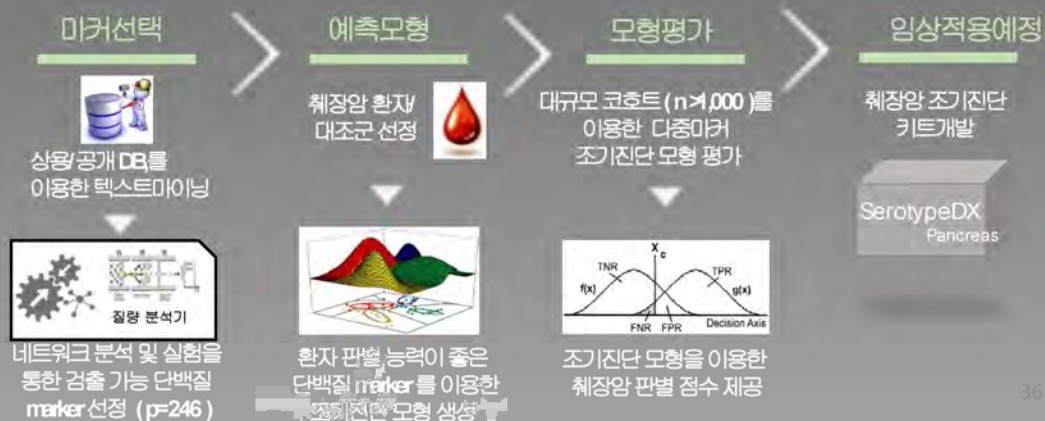 마커선택
상용/공개 DB를
이용한 텍스트마이닝
질량 분석기
네트워크 분석 및 실험을
통한 검출 가능 단백질
marker 선정 (p=246)
예측모형
췌장암 환자/
대조군 선정
환자 판별 능력이 좋은
단백질 marker 를 이용한
조기진단 모형 생성
모형평가
대규모 코호트 (n>1,000)를
이용한 다중마커
조기진단 모형 평가
X
c
TNR
TPR
f(x)
g(x)
FNR FPR
Decision Axis
조기진단 모형을 이용한
췌장암 판별 점수 제공
임상적용예정
췌장암 조기진단
키트개발
SerotypeDX
Pancreas
36